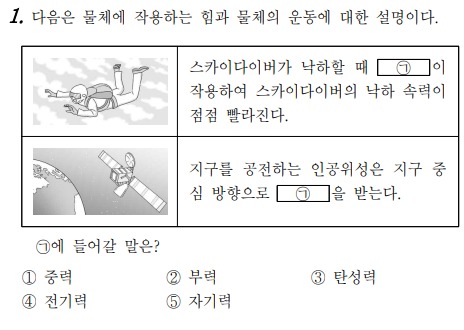 1. 다음은 물체에 작용하는 힘과 물체의 운동에 대한 설명이다.
스카이다이버가 낙하할 때 ㉠이
작용하여 스카이다이버의 낙하 속력이
점점 빨라진다.
지구를 공전하는 인공위성은 지구 중
심 방향으로 ㉠을 받는다.
㉠에 들어갈 말은?
① 중력 ② 부력 ③ 탄성력
④ 전기력 ⑤ 자기력